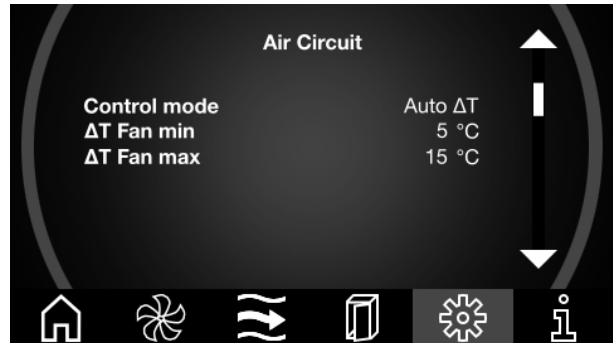 Air Circuit
Control mode Auto ΔT
ΔT Fan min 5 °C
ΔT Fan max 15 °C